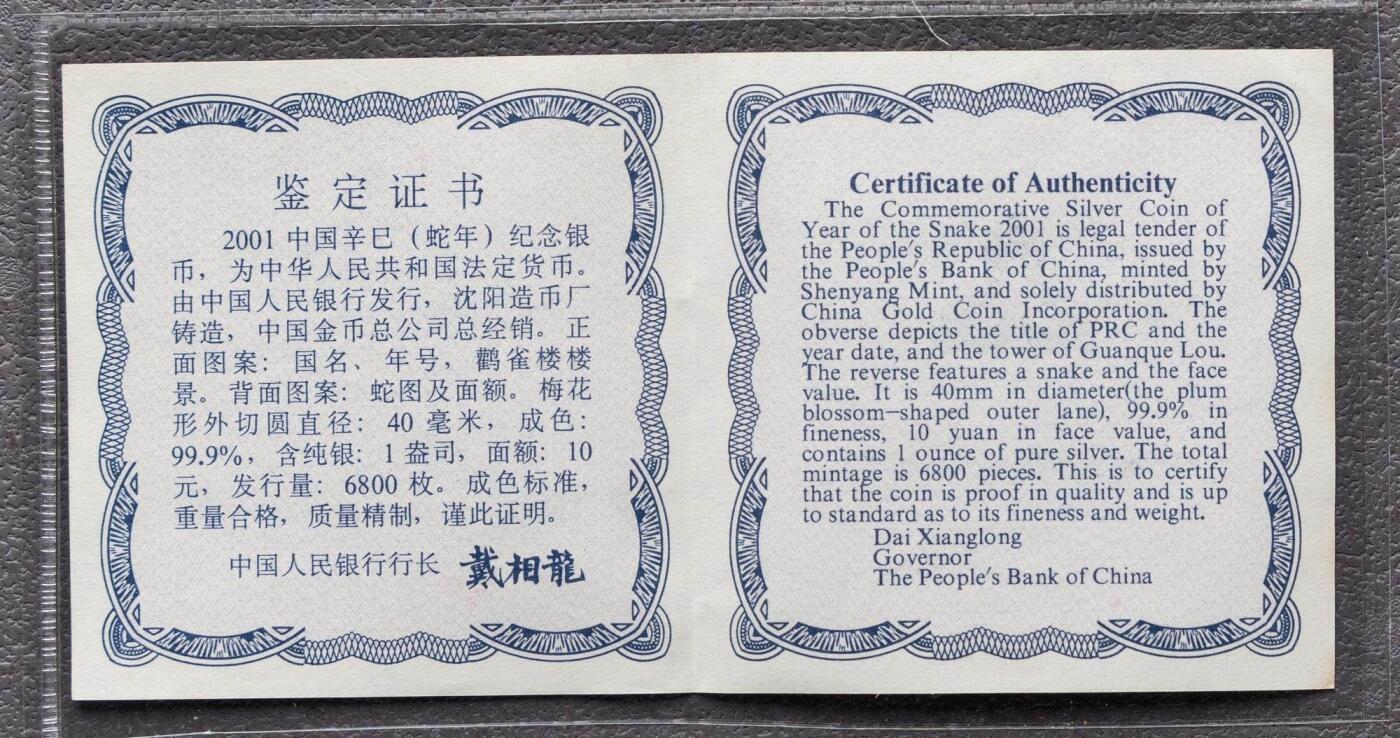 鉴定证书
2001 中国辛巳（蛇年）纪念银
币，为中华人民共和国法定货币。
由中国人民银行发行，沈阳造币厂
铸造，中国金币总公司总经销。正
面图案：国名、年号，鹳雀楼楼
景。背面图案：蛇图及面额。梅花
形外切圆直径：40 毫米，成色：
99.9%，含纯银：1 盎司，面额：10
元，发行量：6800 枚。成色标准，
重量合格，质量精制，谨此证明。
中国人民银行行长 戴相龍
Certificate of Authenticity
The Commemorative Silver Coin of
Year of the Snake 2001 is legal tender of
the People's Republic of China, issued by
the People's Bank of China, minted by
Shenyang Mint, and solely distributed by
China Gold Coin Incorporation. The
obverse depicts the title of PRC and the
year date, and the tower of Guanque Lou.
The reverse features a snake and the face
value. It is 40mm in diameter(the plum
blossom—shaped outer lane), 99.9% in
fineness, 10 yuan in face value, and
contains 1 ounce of pure silver. The total
mintage is 6800 pieces. This is to certify
that the coin is proof in quality and is up
to standard as to its fineness and weight.
Dai Xianglong
Governor
The People's Bank of China